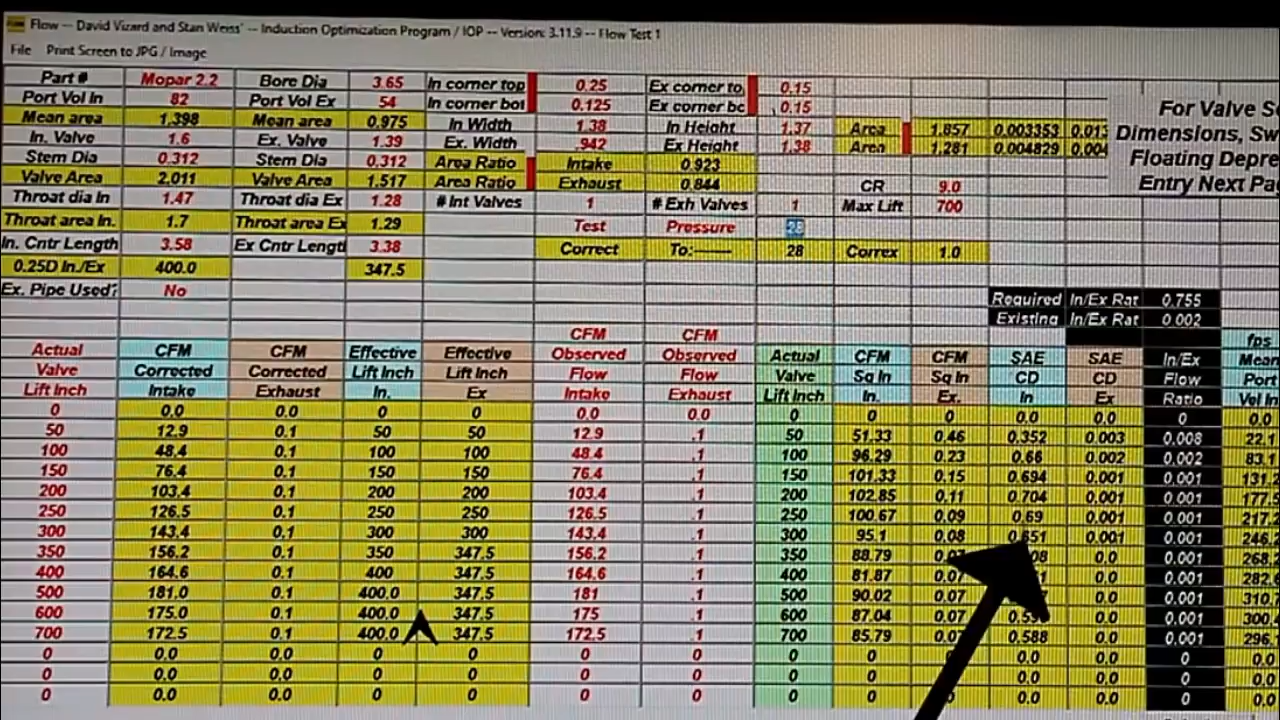 Flow -- David Vizard and Stan Weiss' -- Induction Optimization Program / IOP -- Version: 3.11.9 -- Flow Test 1
File Print Screen to JPG / Image
Part # Mopar 2.2 Bore Dia 3.65 In corner top 0.25 Ex corner to 0.15
Port Vol In 82 Port Vol Ex 54 In corner bot 0.125 Ex corner bc 0.15 For Valve S
Mean area 1.398 Mean area 0.975 In Width 1.38 In Height 1.37 Area 1.857 0.003353 0.013 Dimensions, Sw
In. Valve 1.6 Ex. Valve 1.39 Ex. Width .942 Ex Height 1.38 Area 1.281 0.004829 0.004
Stem Dia 0.312 Stem Dia 0.312 Area Ratio Intake 0.923 Floating Depre
Valve Area 2.011 Valve Area 1.517 Area Ratio Exhaust 0.844 CR 9.0 Entry Next Pa
Throat dia In 1.47 Throat dia Ex 1.28 # Int Valves 1 # Exh Valves 1 Max Lift 700
Throat area In. 1.7 Throat area Ex 1.29 Test Pressure 28
In. Cntr Length 3.58 Ex Cntr Lengtl 3.38 Correct To:------ 28 Correx 1.0
0.25D In./Ex 400.0 347.5
Ex. Pipe Used? No
Required In/Ex Rat 0.755
Existing In/Ex Rat 0.002
CFM CFM fps
Actual CFM CFM Effective Effective Observed Observed Actual CFM CFM SAE SAE In/Ex Mean
Valve Corrected Corrected Lift Inch Lift Inch Flow Flow Valve Sq In Sq In CD CD Flow Port
Lift Inch Intake Exhaust In. Ex Intake Exhaust Lift Inch In. Ex. In Ex Ratio Vol In
0 0.0 0.0 0 0 0.0 0.0 0 0 0 0.0 0.0 0 0.0
50 12.9 0.1 50 50 12.9 .1 50 51.33 0.46 0.352 0.003 0.008 22.1
100 48.4 0.1 100 100 48.4 .1 100 96.29 0.23 0.66 0.002 0.002 83.1
150 76.4 0.1 150 150 76.4 .1 150 101.33 0.15 0.694 0.001 0.001 131.2
200 103.4 0.1 200 200 103.4 .1 200 102.85 0.11 0.704 0.001 0.001 177.5
250 126.5 0.1 250 250 126.5 .1 250 100.67 0.09 0.69 0.001 0.001 217.2
300 143.4 0.1 300 300 143.4 .1 300 95.1 0.08 0.651 0.001 0.001 246.2
350 156.2 0.1 350 347.5 156.2 .1 350 88.79 0.0 0.001 268.
400 164.6 0.1 400 347.5 164.6 .1 400 81.87 0.07 0.0 0.001 282.
500 181.0 0.1 400.0 347.5 181 .1 500 90.02 0.07 0.0 0.001 310.
600 175.0 0.1 400.0 347.5 175 .1 600 87.04 0.07 0.0 0.001 300.
700 172.5 0.1 400.0 347.5 172.5 .1 700 85.79 0.588 0.0 0.001 296.
0 0.0 0.0 0 0 0 0 0 0 0 0.0 0.0 0 0.0
0 0.0 0.0 0 0 0 0 0 0 0 0.0 0.0 0 0.0
0 0.0 0.0 0 0 0 0 0 0 0.0 0.0 0 0.0